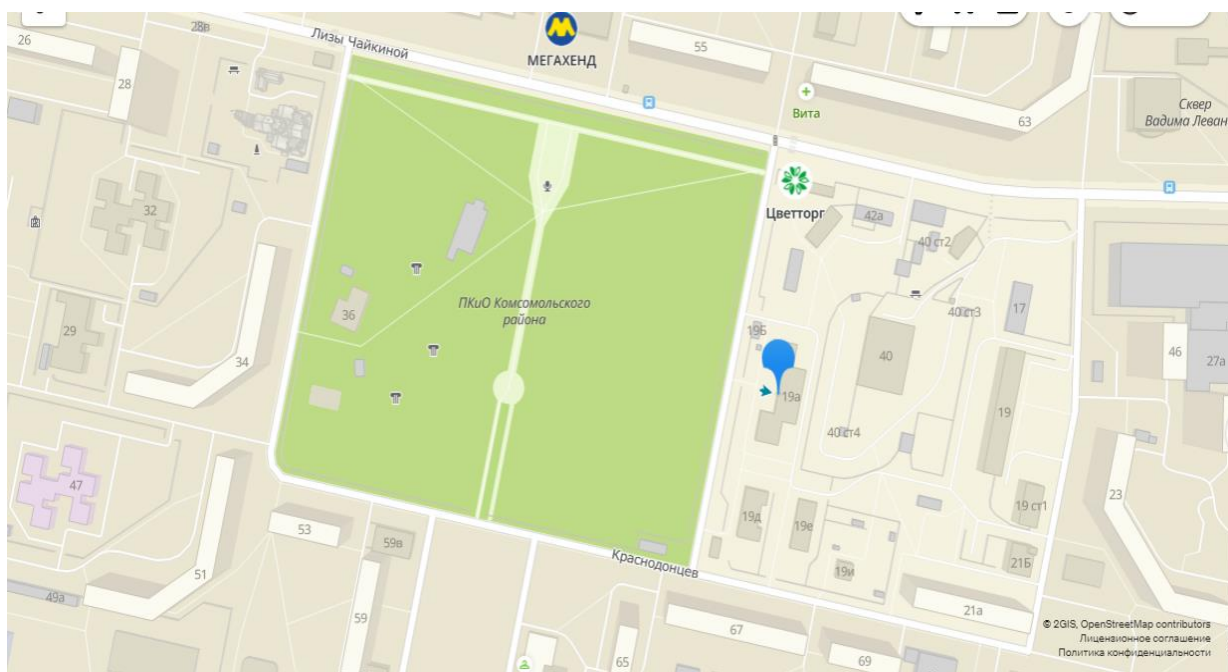 26
28в
Лизы Чайкиной
МЕГАХЕНД
55
28
Вита
63
Сквер
Вадима Леван
32
Цветторг
42а
40 ст2
ПКиО Комсомольского
района
36
29
34
19Б
40
40 ст3
17
46
27а
19а
19
40 ст4
47
23
53
59в
19д
19е
19 ст1
Краснодонцев
51
21Б
19и
49а
59
67
21а
65
69
© 2GIS, OpenStreetMap contributors
Лицензионное соглашение
Политика конфиденциальности